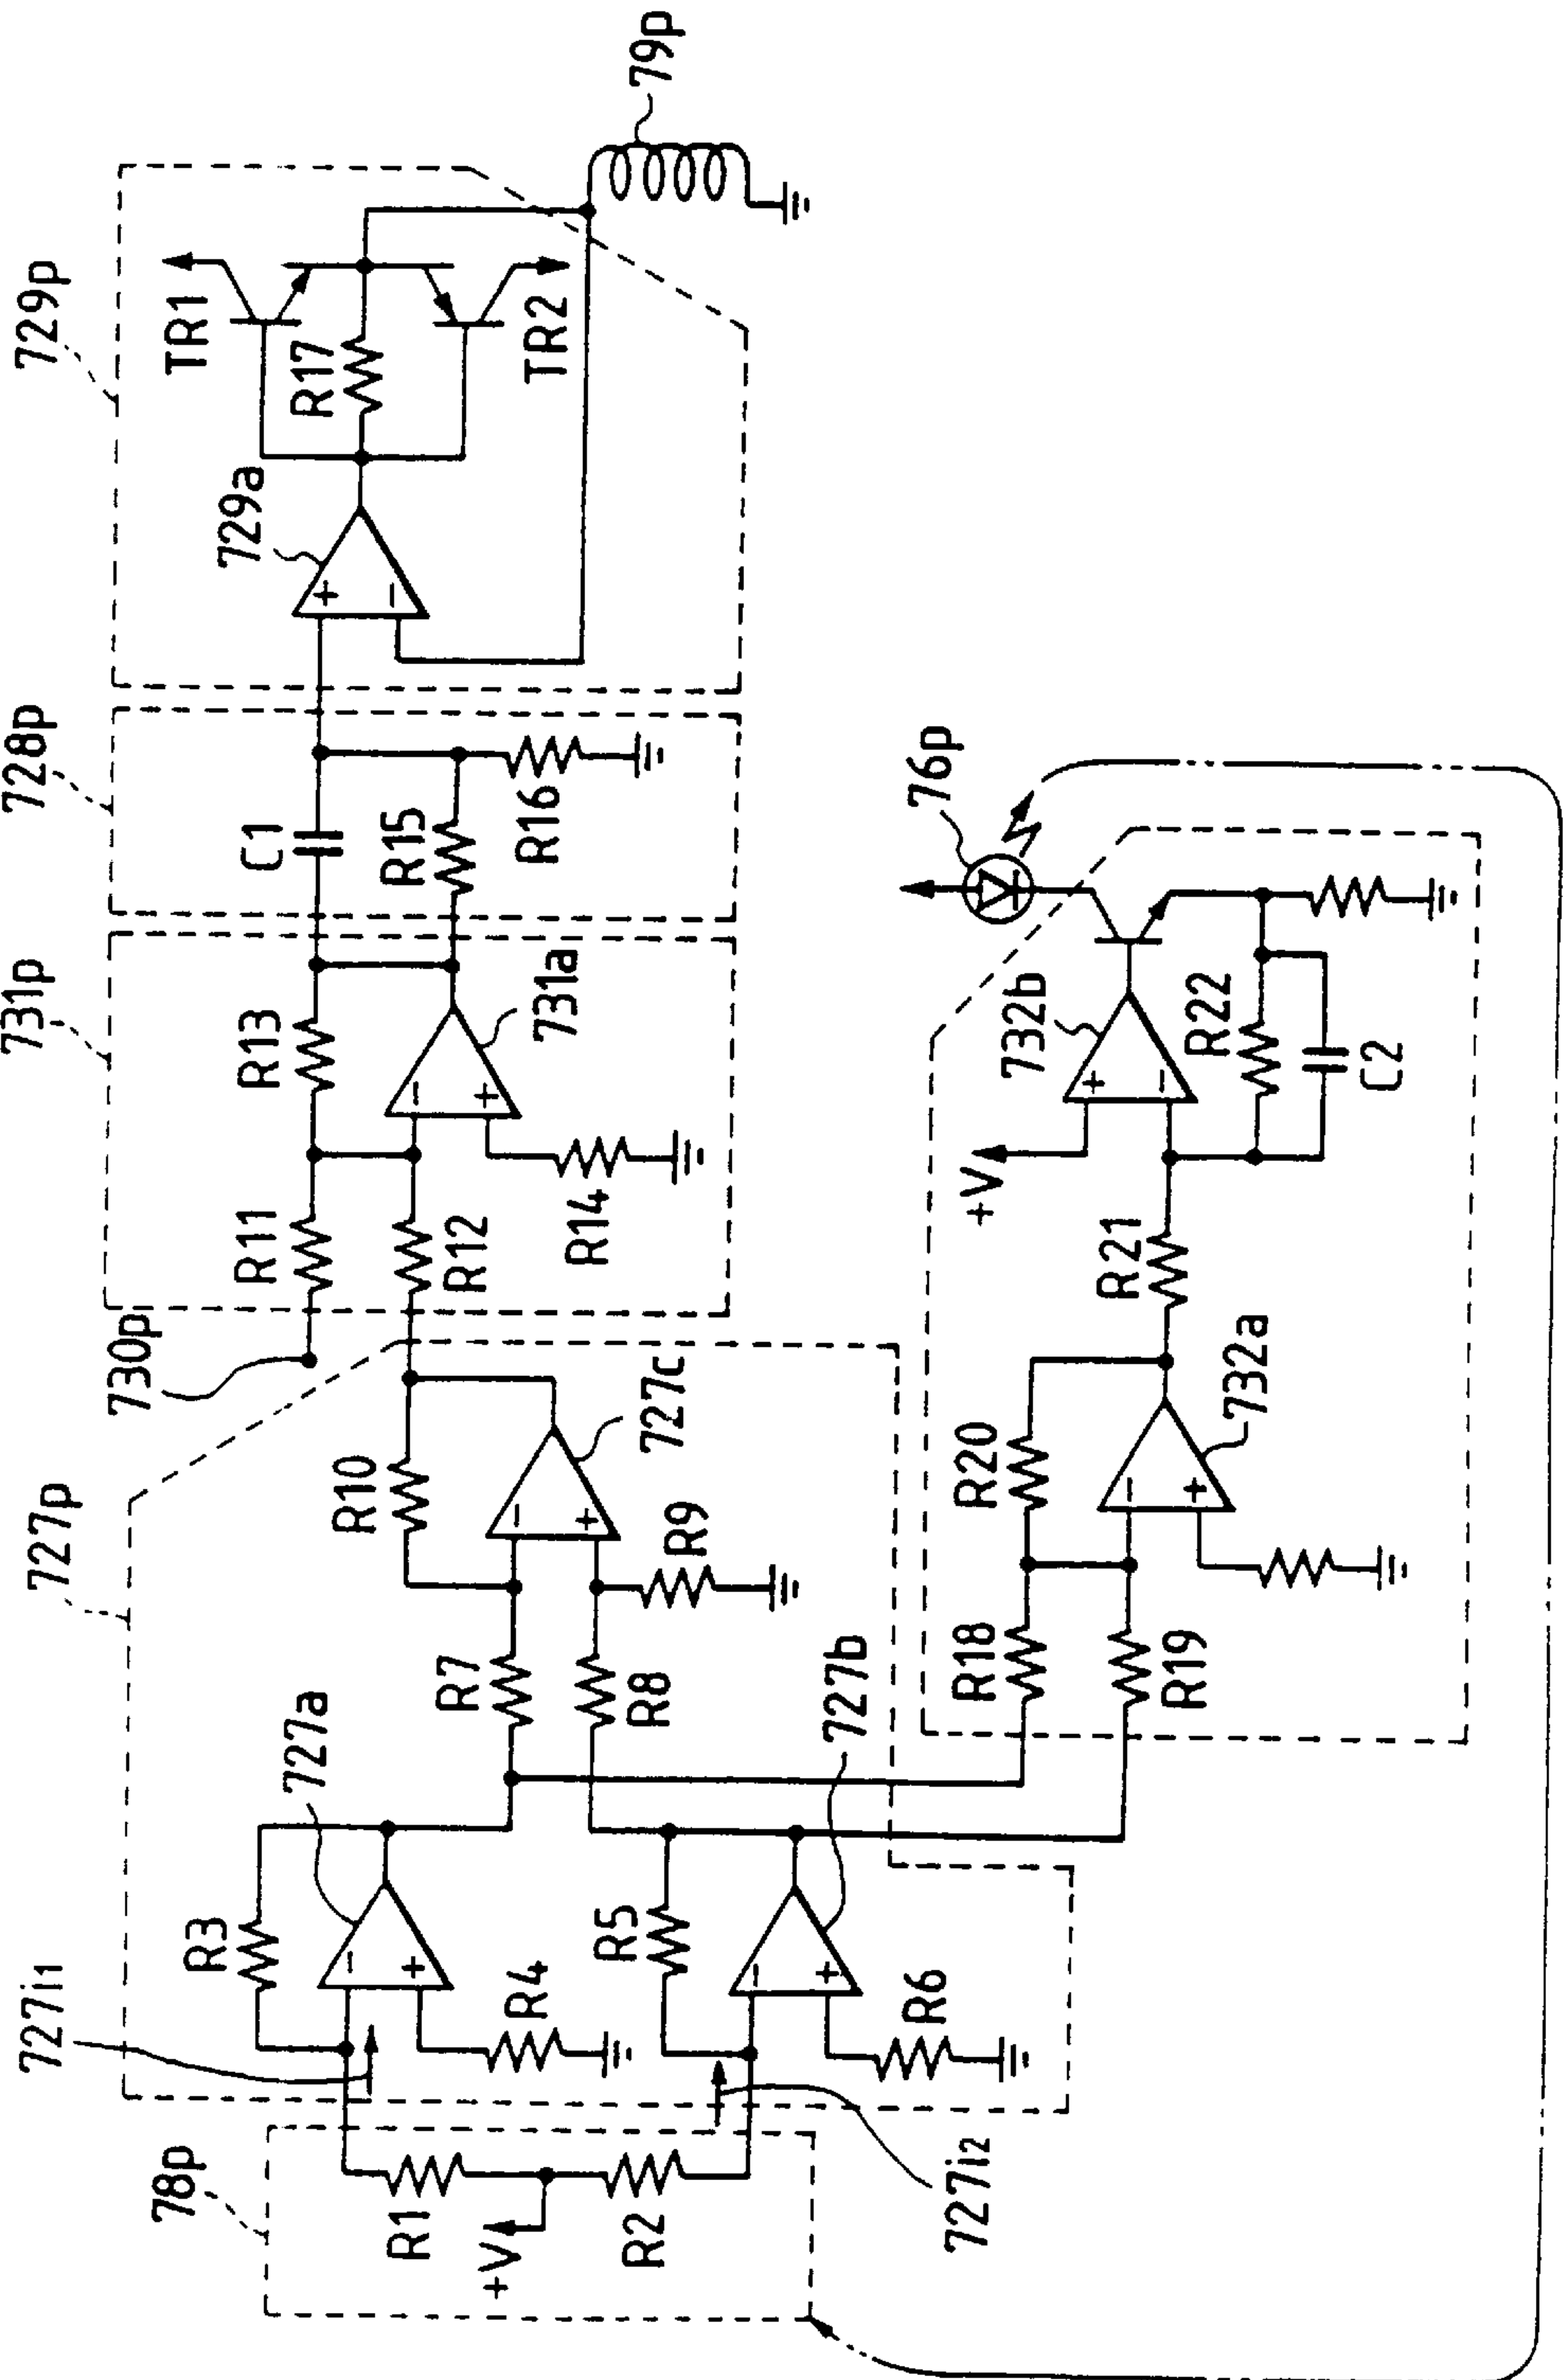 729p
728p
731p
730p
727p
727i1
78p
TR1
R17
TR2
729a
79p
+
−
C1
R15
R16
R13
731a
−
+
R11
R12
R14
R10
727c
−
+
R9
R7
R8
727a
R3
−
+
R4
727b
R5
−
+
R6
R1
+V
R2
727i2
76p
732b
+V
+
−
R22
C2
R21
R20
732a
−
+
R18
R19